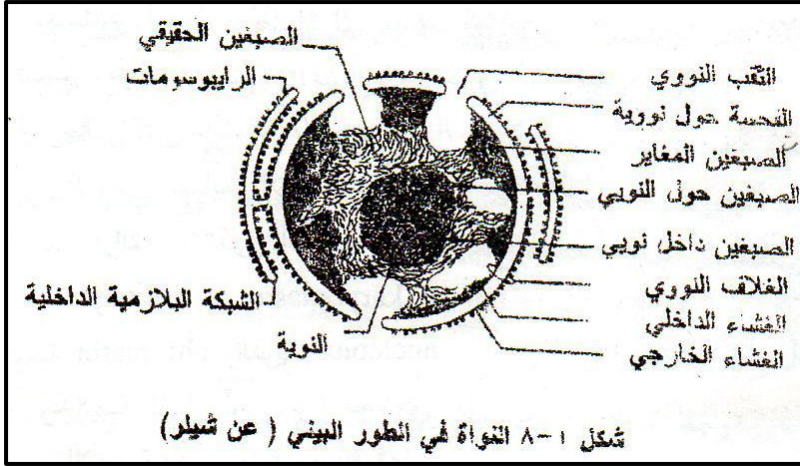 الصبغين الحقيقي
الرايبوسومات
الثقب النووي
الفسحة حول نووية
الصبغين المغاير
الصبغين حول النويي
الصبغين داخل نويي
الغلاف النووي
الغشاء الداخلي
الغشاء الخارجي
الشبكة البلازمية الداخلية
النوية
شكل ١-٨ النواة في الطور البيني ( عن شيلر)